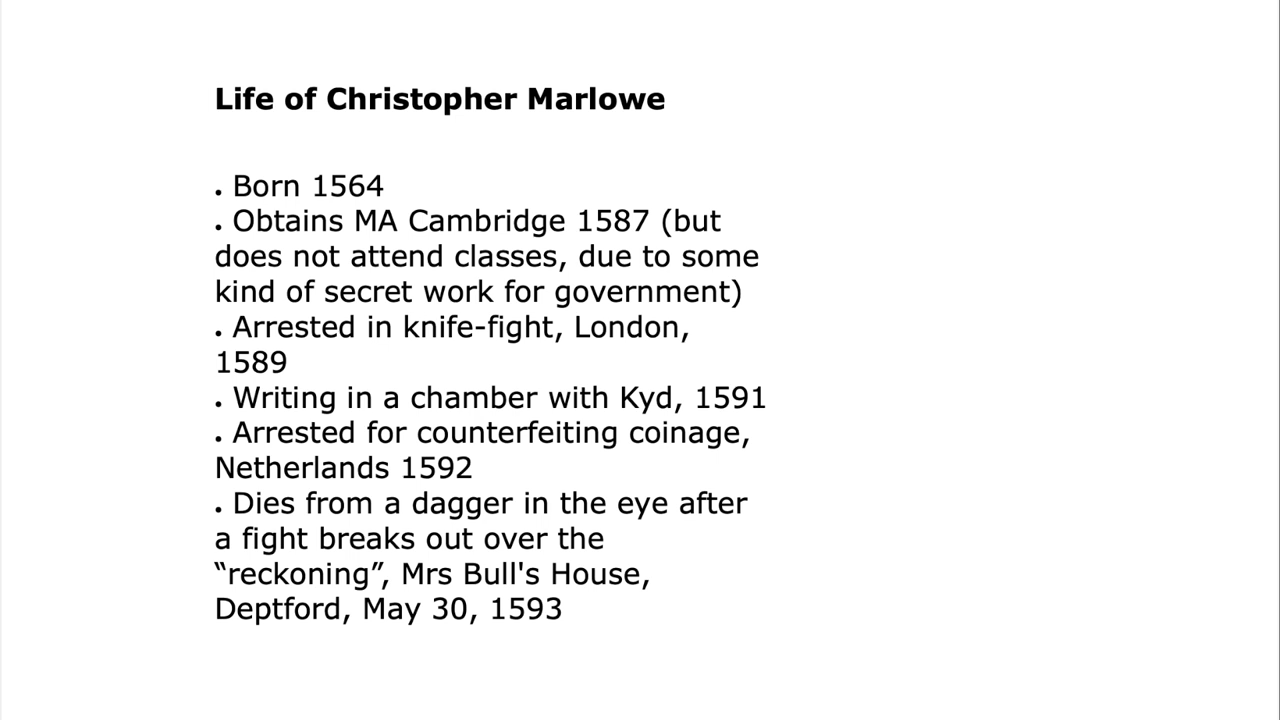 Life of Christopher Marlowe
. Born 1564
. Obtains MA Cambridge 1587 (but
does not attend classes, due to some
kind of secret work for government)
. Arrested in knife-fight, London,
1589
. Writing in a chamber with Kyd, 1591
. Arrested for counterfeiting coinage,
Netherlands 1592
. Dies from a dagger in the eye after
a fight breaks out over the
“reckoning”, Mrs Bull's House,
Deptford, May 30, 1593